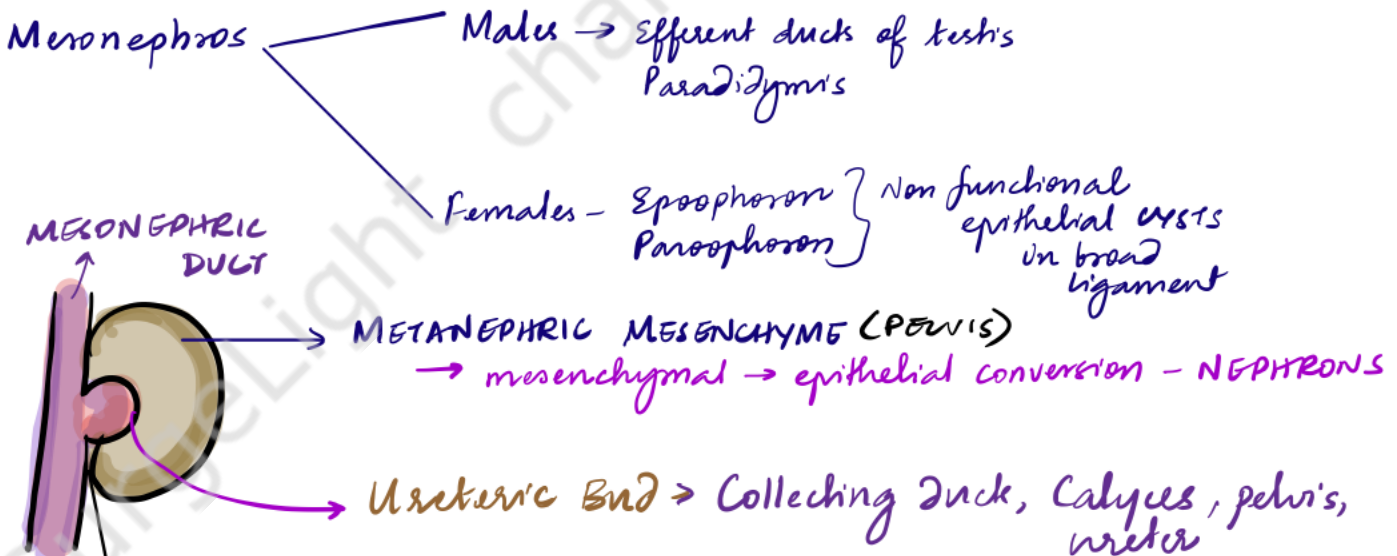 Mesonephros
Males → Efferent ducts of testis
Paradidymis
Females - Epoophoron } Non functional
Paroophoron epithelial cysts
in broad
ligament
MESONEPHRIC
DUCT
METANEPHRIC MESENCHYME (PELVIS)
→ mesenchymal → epithelial conversion - NEPHRONS
Ureteric Bud > Collecting duck, Calyces, pelvis,
ureter